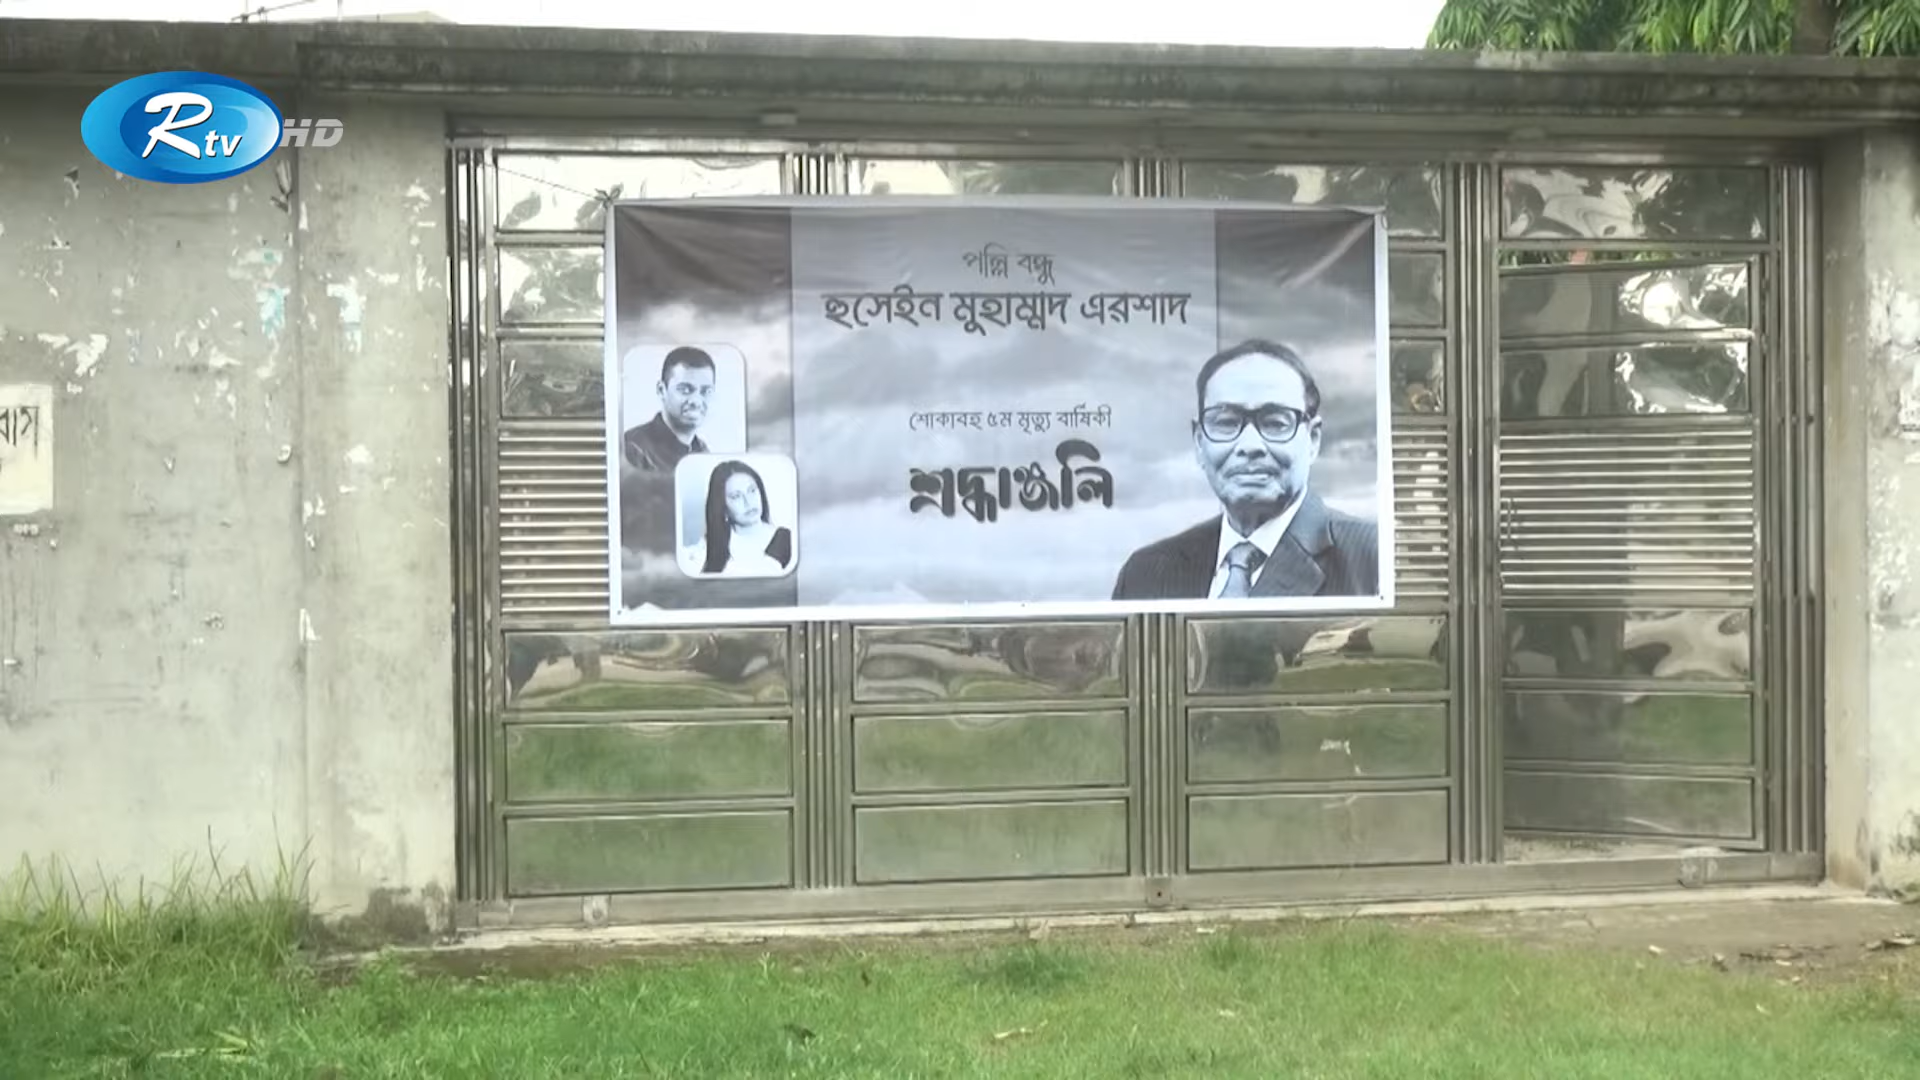 Rtv HD
পল্লি বন্ধু
হুসেইন মুহাম্মদ এরশাদ
শোকাবহ ৫ম মৃত্যু বার্ষিকী
শ্রদ্ধাঞ্জলি